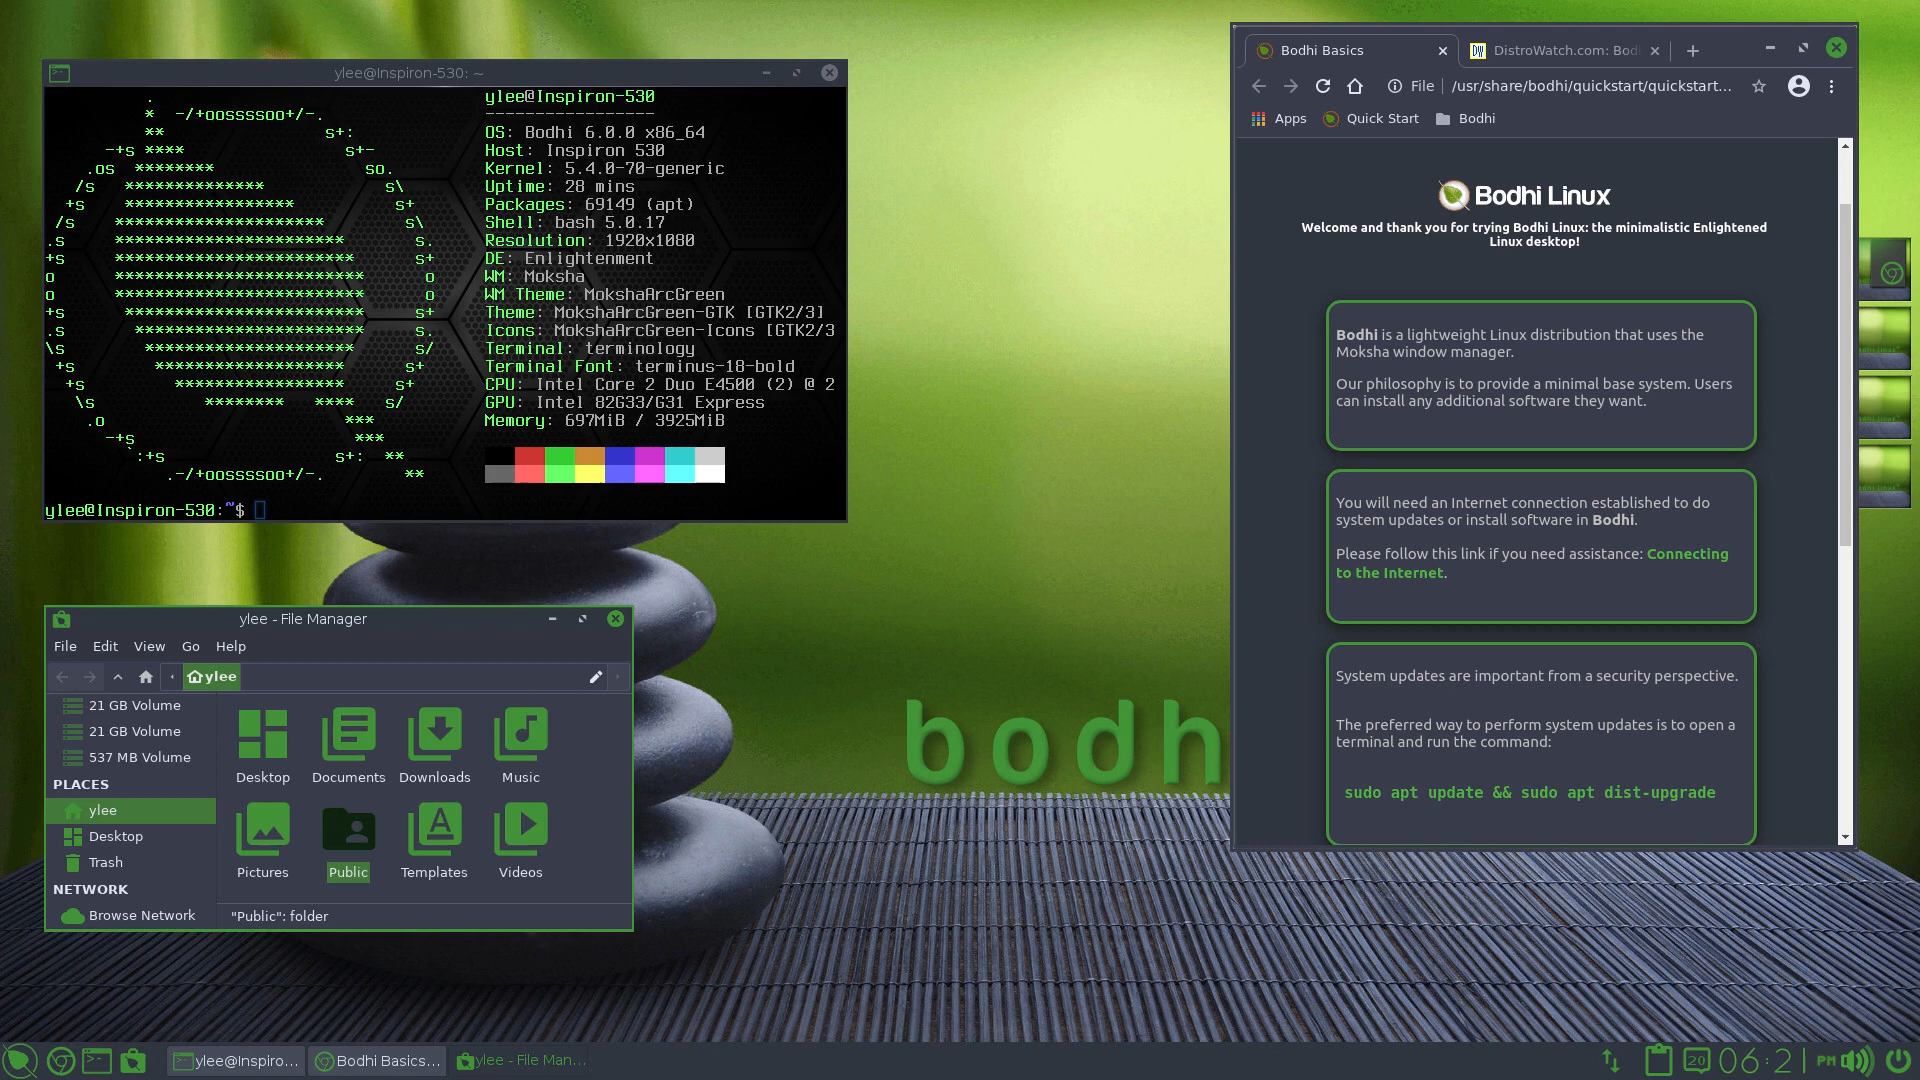 ylee@Inspiron-530: ~
ylee@Inspiron-530
-----------------
OS: Bodhi 6.0.0 x86_64
Host: Inspiron 530
Kernel: 5.4.0-70-generic
Uptime: 28 mins
Packages: 69149 (apt)
Shell: bash 5.0.17
Resolution: 1920x1080
DE: Enlightenment
WM: Moksha
WM Theme: MokshaArcGreen
Theme: MokshaArcGreen-GTK [GTK2/3]
Icons: MokshaArcGreen-Icons [GTK2/3
Terminal: terminology
Terminal Font: terminus-18-bold
CPU: Intel Core 2 Duo E4500 (2) @ 2
GPU: Intel 82G33/G31 Express
Memory: 697MiB / 3925MiB
ylee@Inspiron-530:~$
ylee - File Manager
File Edit View Go Help
ylee
21 GB Volume
21 GB Volume
537 MB Volume
PLACES
ylee
Desktop
Trash
NETWORK
Browse Network
Desktop Documents Downloads Music
Pictures Public Templates Videos
"Public": folder
bodh
Bodhi Basics
DW DistroWatch.com: Bod
File /usr/share/bodhi/quickstart/quickstart...
Apps Quick Start Bodhi
Bodhi Linux
Welcome and thank you for trying Bodhi Linux: the minimalistic Enlightened
Linux desktop!
Bodhi is a lightweight Linux distribution that uses the
Moksha window manager.
Our philosophy is to provide a minimal base system. Users
can install any additional software they want.
You will need an Internet connection established to do
system updates or install software in Bodhi.
Please follow this link if you need assistance: Connecting
to the Internet.
System updates are important from a security perspective.
The preferred way to perform system updates is to open a
terminal and run the command:
sudo apt update && sudo apt dist-upgrade
ylee@Inspiro...
Bodhi Basics...
ylee - File Man...
20
06:21 PM